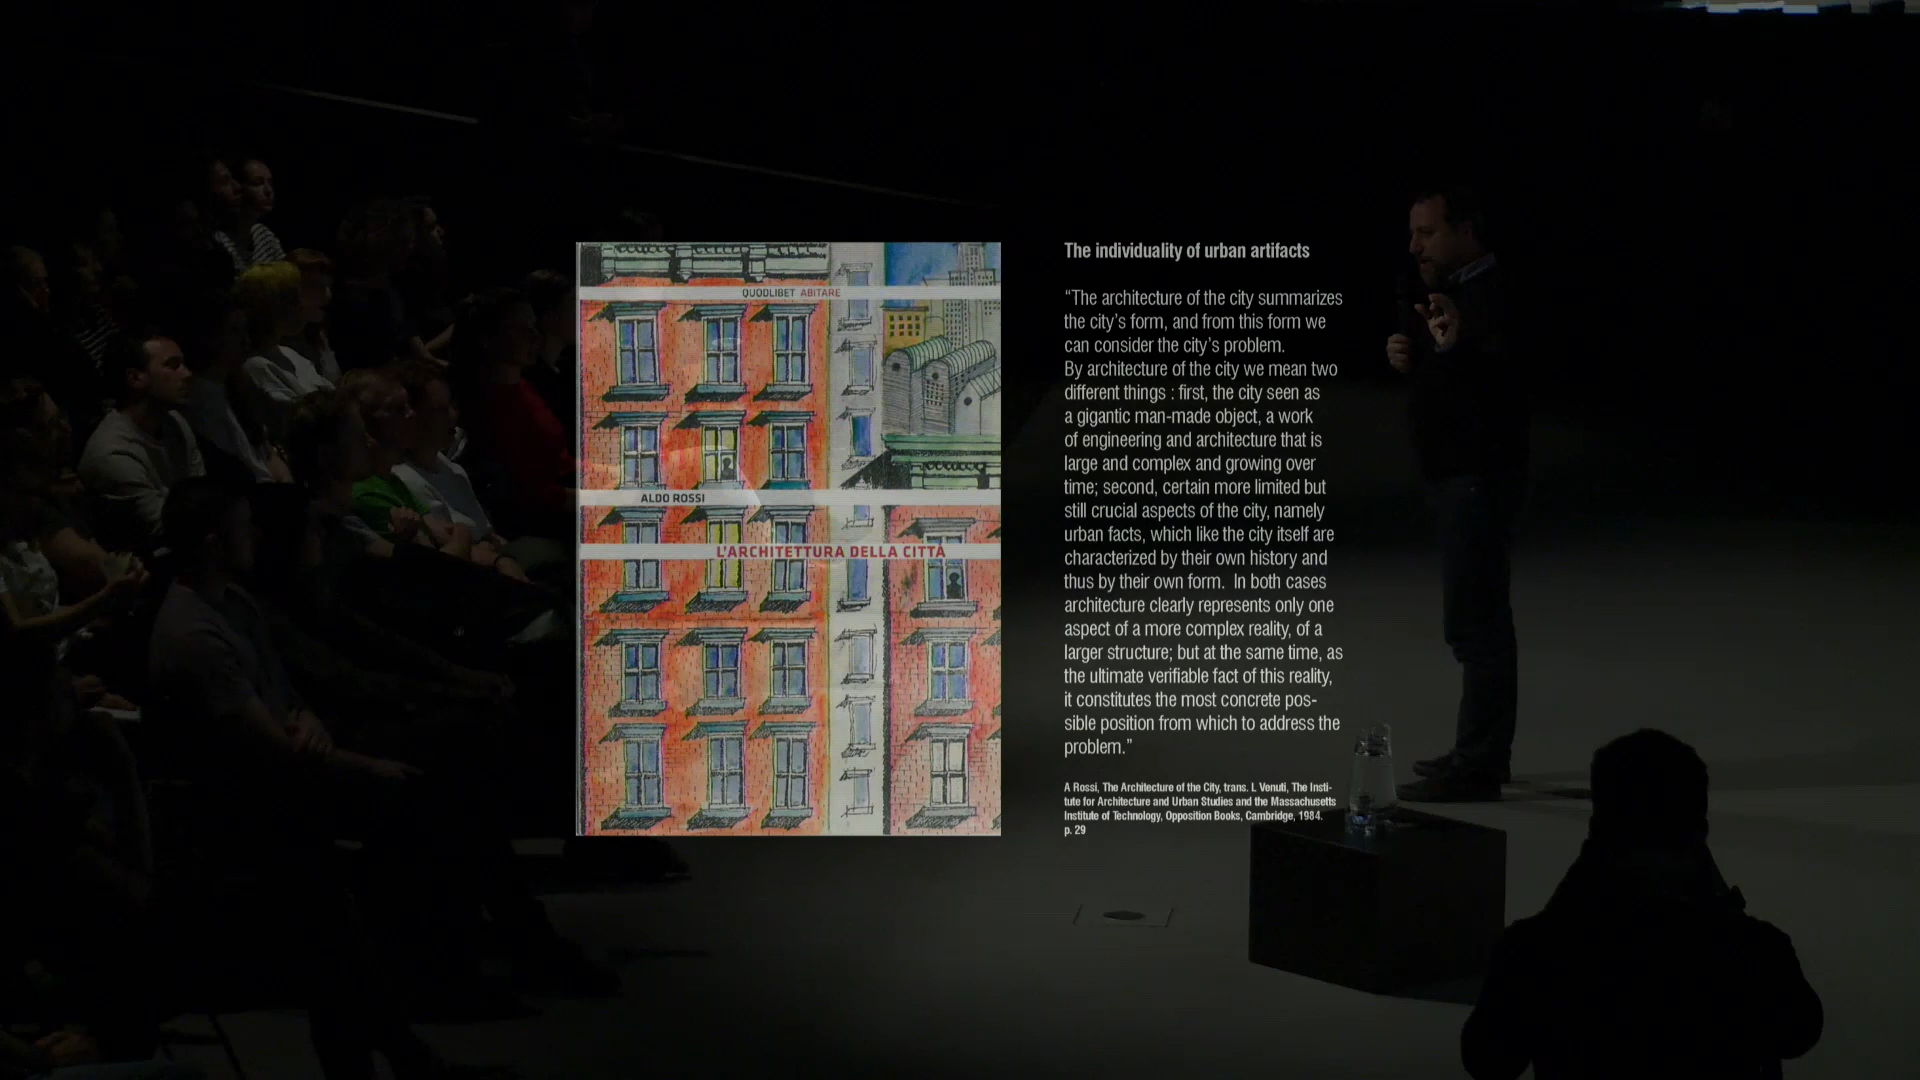 QUODLIBET ABITARE
ALDO ROSSI
L'ARCHITETTURA DELLA CITTÀ
The individuality of urban artifacts
“The architecture of the city summarizes
the city’s form, and from this form we
can consider the city’s problem.
By architecture of the city we mean two
different things : first, the city seen as
a gigantic man-made object, a work
of engineering and architecture that is
large and complex and growing over
time; second, certain more limited but
still crucial aspects of the city, namely
urban facts, which like the city itself are
characterized by their own history and
thus by their own form.  In both cases
architecture clearly represents only one
aspect of a more complex reality, of a
larger structure; but at the same time, as
the ultimate verifiable fact of this reality,
it constitutes the most concrete pos-
sible position from which to address the
problem.”
A Rossi, The Architecture of the City, trans. L Venuti, The Insti-
tute for Architecture and Urban Studies and the Massachusetts
Institute of Technology, Opposition Books, Cambridge, 1984.
p. 29